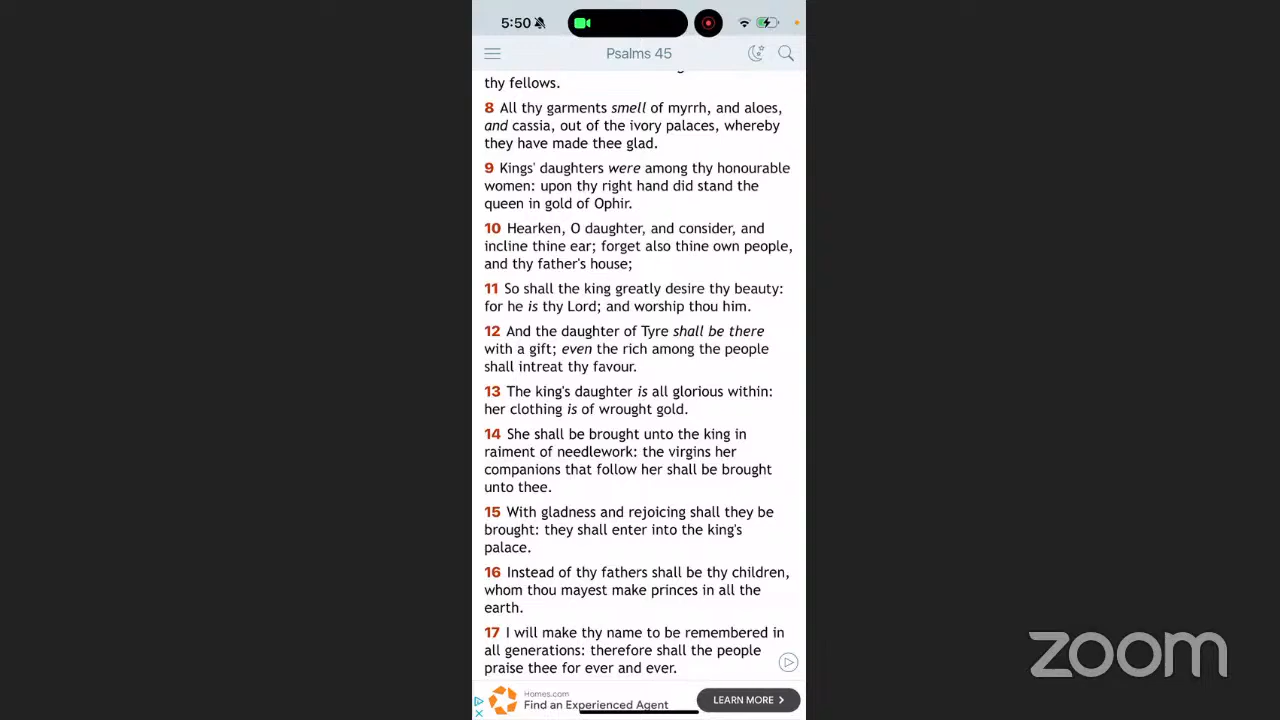 5:50
Psalms 45
thy fellows.
8 All thy garments smell of myrrh, and aloes,
and cassia, out of the ivory palaces, whereby
they have made thee glad.
9 Kings' daughters were among thy honourable
women: upon thy right hand did stand the
queen in gold of Ophir.
10 Hearken, O daughter, and consider, and
incline thine ear; forget also thine own people,
and thy father's house;
11 So shall the king greatly desire thy beauty:
for he is thy Lord; and worship thou him.
12 And the daughter of Tyre shall be there
with a gift; even the rich among the people
shall intreat thy favour.
13 The king's daughter is all glorious within:
her clothing is of wrought gold.
14 She shall be brought unto the king in
raiment of needlework: the virgins her
companions that follow her shall be brought
unto thee.
15 With gladness and rejoicing shall they be
brought: they shall enter into the king's
palace.
16 Instead of thy fathers shall be thy children,
whom thou mayest make princes in all the
earth.
17 I will make thy name to be remembered in
all generations: therefore shall the people
praise thee for ever and ever.
Homes.com
Find an Experienced Agent
LEARN MORE
zoom